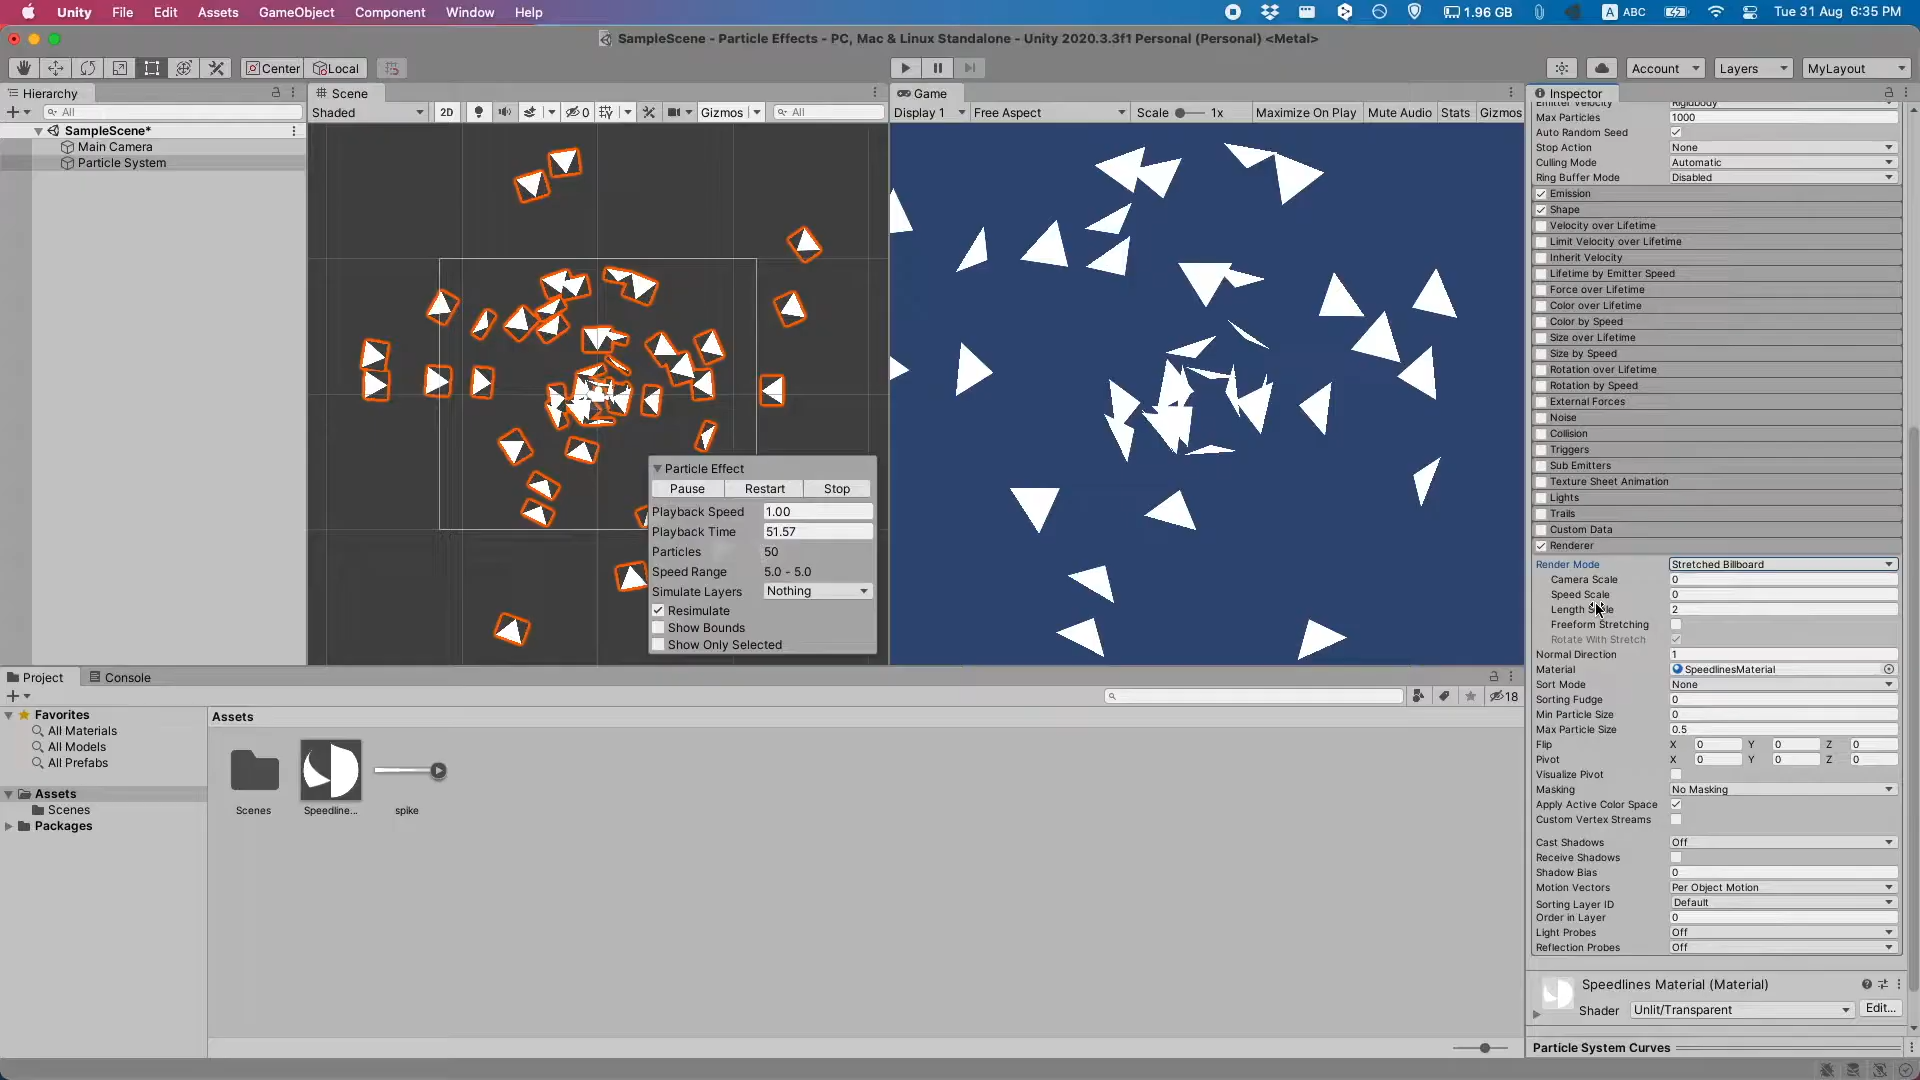 Unity File Edit Assets GameObject Component Window Help 1.96 GB A ABC Tue 31 Aug 6:35 PM
SampleScene - Particle Effects - PC, Mac & Linux Standalone - Unity 2020.3.3f1 Personal (Personal) <Metal>
Center Local Account Layers MyLayout
Hierarchy
All
SampleScene*
Main Camera
Particle System
# Scene
Shaded 2D 0 Gizmos All
Particle Effect
Pause Restart Stop
Playback Speed 1.00
Playback Time 51.57
Particles 50
Speed Range 5.0 - 5.0
Simulate Layers Nothing
Resimulate
Show Bounds
Show Only Selected
Game
Display 1 Free Aspect Scale 1x Maximize On Play Mute Audio Stats Gizmos
Inspector
Emitter Velocity Rigidbody
Max Particles 1000
Auto Random Seed
Stop Action None
Culling Mode Automatic
Ring Buffer Mode Disabled
Emission
Shape
Velocity over Lifetime
Limit Velocity over Lifetime
Inherit Velocity
Lifetime by Emitter Speed
Force over Lifetime
Color over Lifetime
Color by Speed
Size over Lifetime
Size by Speed
Rotation over Lifetime
Rotation by Speed
External Forces
Noise
Collision
Triggers
Sub Emitters
Texture Sheet Animation
Lights
Trails
Custom Data
Renderer
Render Mode Stretched Billboard
Camera Scale 0
Speed Scale 0
Length Scale 2
Freeform Stretching
Rotate With Stretch
Normal Direction 1
Material SpeedlinesMaterial
Sort Mode None
Sorting Fudge 0
Min Particle Size 0
Max Particle Size 0.5
Flip X 0 Y 0 Z 0
Pivot X 0 Y 0 Z 0
Visualize Pivot
Masking No Masking
Apply Active Color Space
Custom Vertex Streams
Cast Shadows Off
Receive Shadows
Shadow Bias 0
Motion Vectors Per Object Motion
Sorting Layer ID Default
Order in Layer 0
Light Probes Off
Reflection Probes Off
Speedlines Material (Material)
Shader Unlit/Transparent Edit...
Particle System Curves
Project Console
18
Favorites
All Materials
All Models
All Prefabs
Assets
Scenes
Packages
Assets
Scenes Speedline... spike